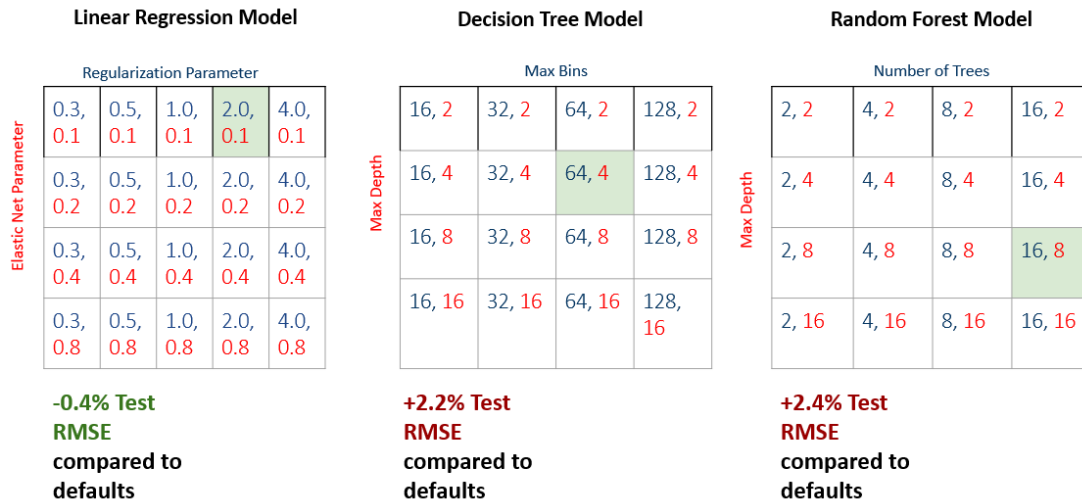 Linear Regression Model
Regularization Parameter
Elastic Net Parameter
0.3, 0.5, 1.0, 2.0, 4.0,
0.1 0.1 0.1 0.1 0.1
0.3, 0.5, 1.0, 2.0, 4.0,
0.2 0.2 0.2 0.2 0.2
0.3, 0.5, 1.0, 2.0, 4.0,
0.4 0.4 0.4 0.4 0.4
0.3, 0.5, 1.0, 2.0, 4.0,
0.8 0.8 0.8 0.8 0.8
-0.4% Test
RMSE
compared to
defaults
Decision Tree Model
Max Bins
Max Depth
16, 2 32, 2 64, 2 128, 2
16, 4 32, 4 64, 4 128, 4
16, 8 32, 8 64, 8 128, 8
16, 16 32, 16 64, 16 128,
16
+2.2% Test
RMSE
compared to
defaults
Random Forest Model
Number of Trees
Max Depth
2, 2 4, 2 8, 2 16, 2
2, 4 4, 4 8, 4 16, 4
2, 8 4, 8 8, 8 16, 8
2, 16 4, 16 8, 16 16, 16
+2.4% Test
RMSE
compared to
defaults